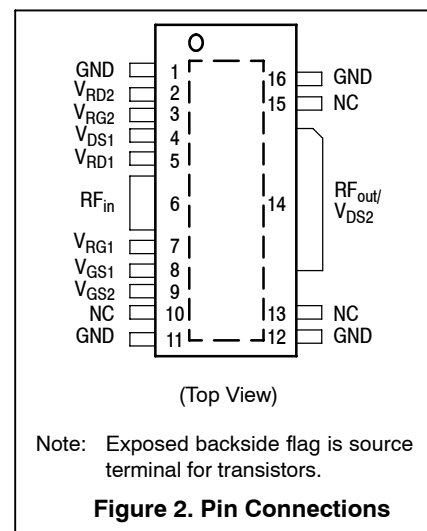 GND 1
V_RD2 2
V_RG2 3
V_DS1 4
V_RD1 5
RF_in 6
V_RG1 7
V_GS1 8
V_GS2 9
NC 10
GND 11
16 GND
15 NC
14 RF_out/
V_DS2
13 NC
12 GND
(Top View)
Note: Exposed backside flag is source
terminal for transistors.
Figure 2. Pin Connections